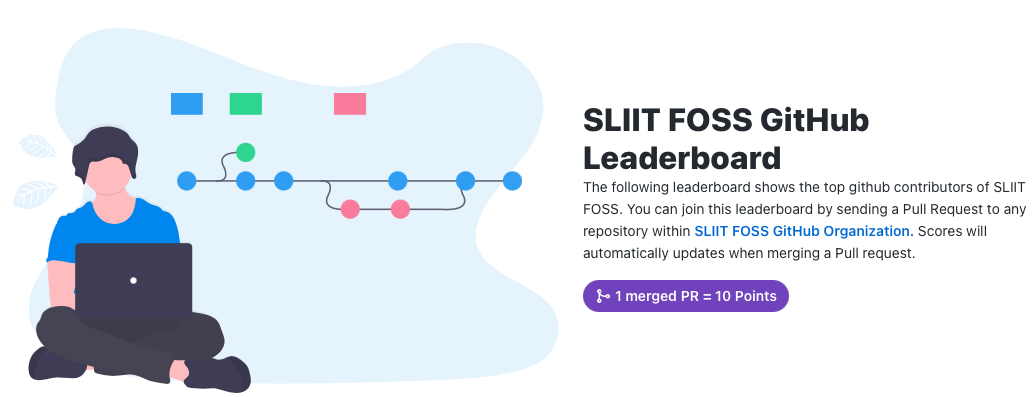 SLIIT FOSS GitHub
Leaderboard
The following leaderboard shows the top github contributors of SLIIT
FOSS. You can join this leaderboard by sending a Pull Request to any
repository within SLIIT FOSS GitHub Organization. Scores will
automatically updates when merging a Pull request.
1 merged PR = 10 Points